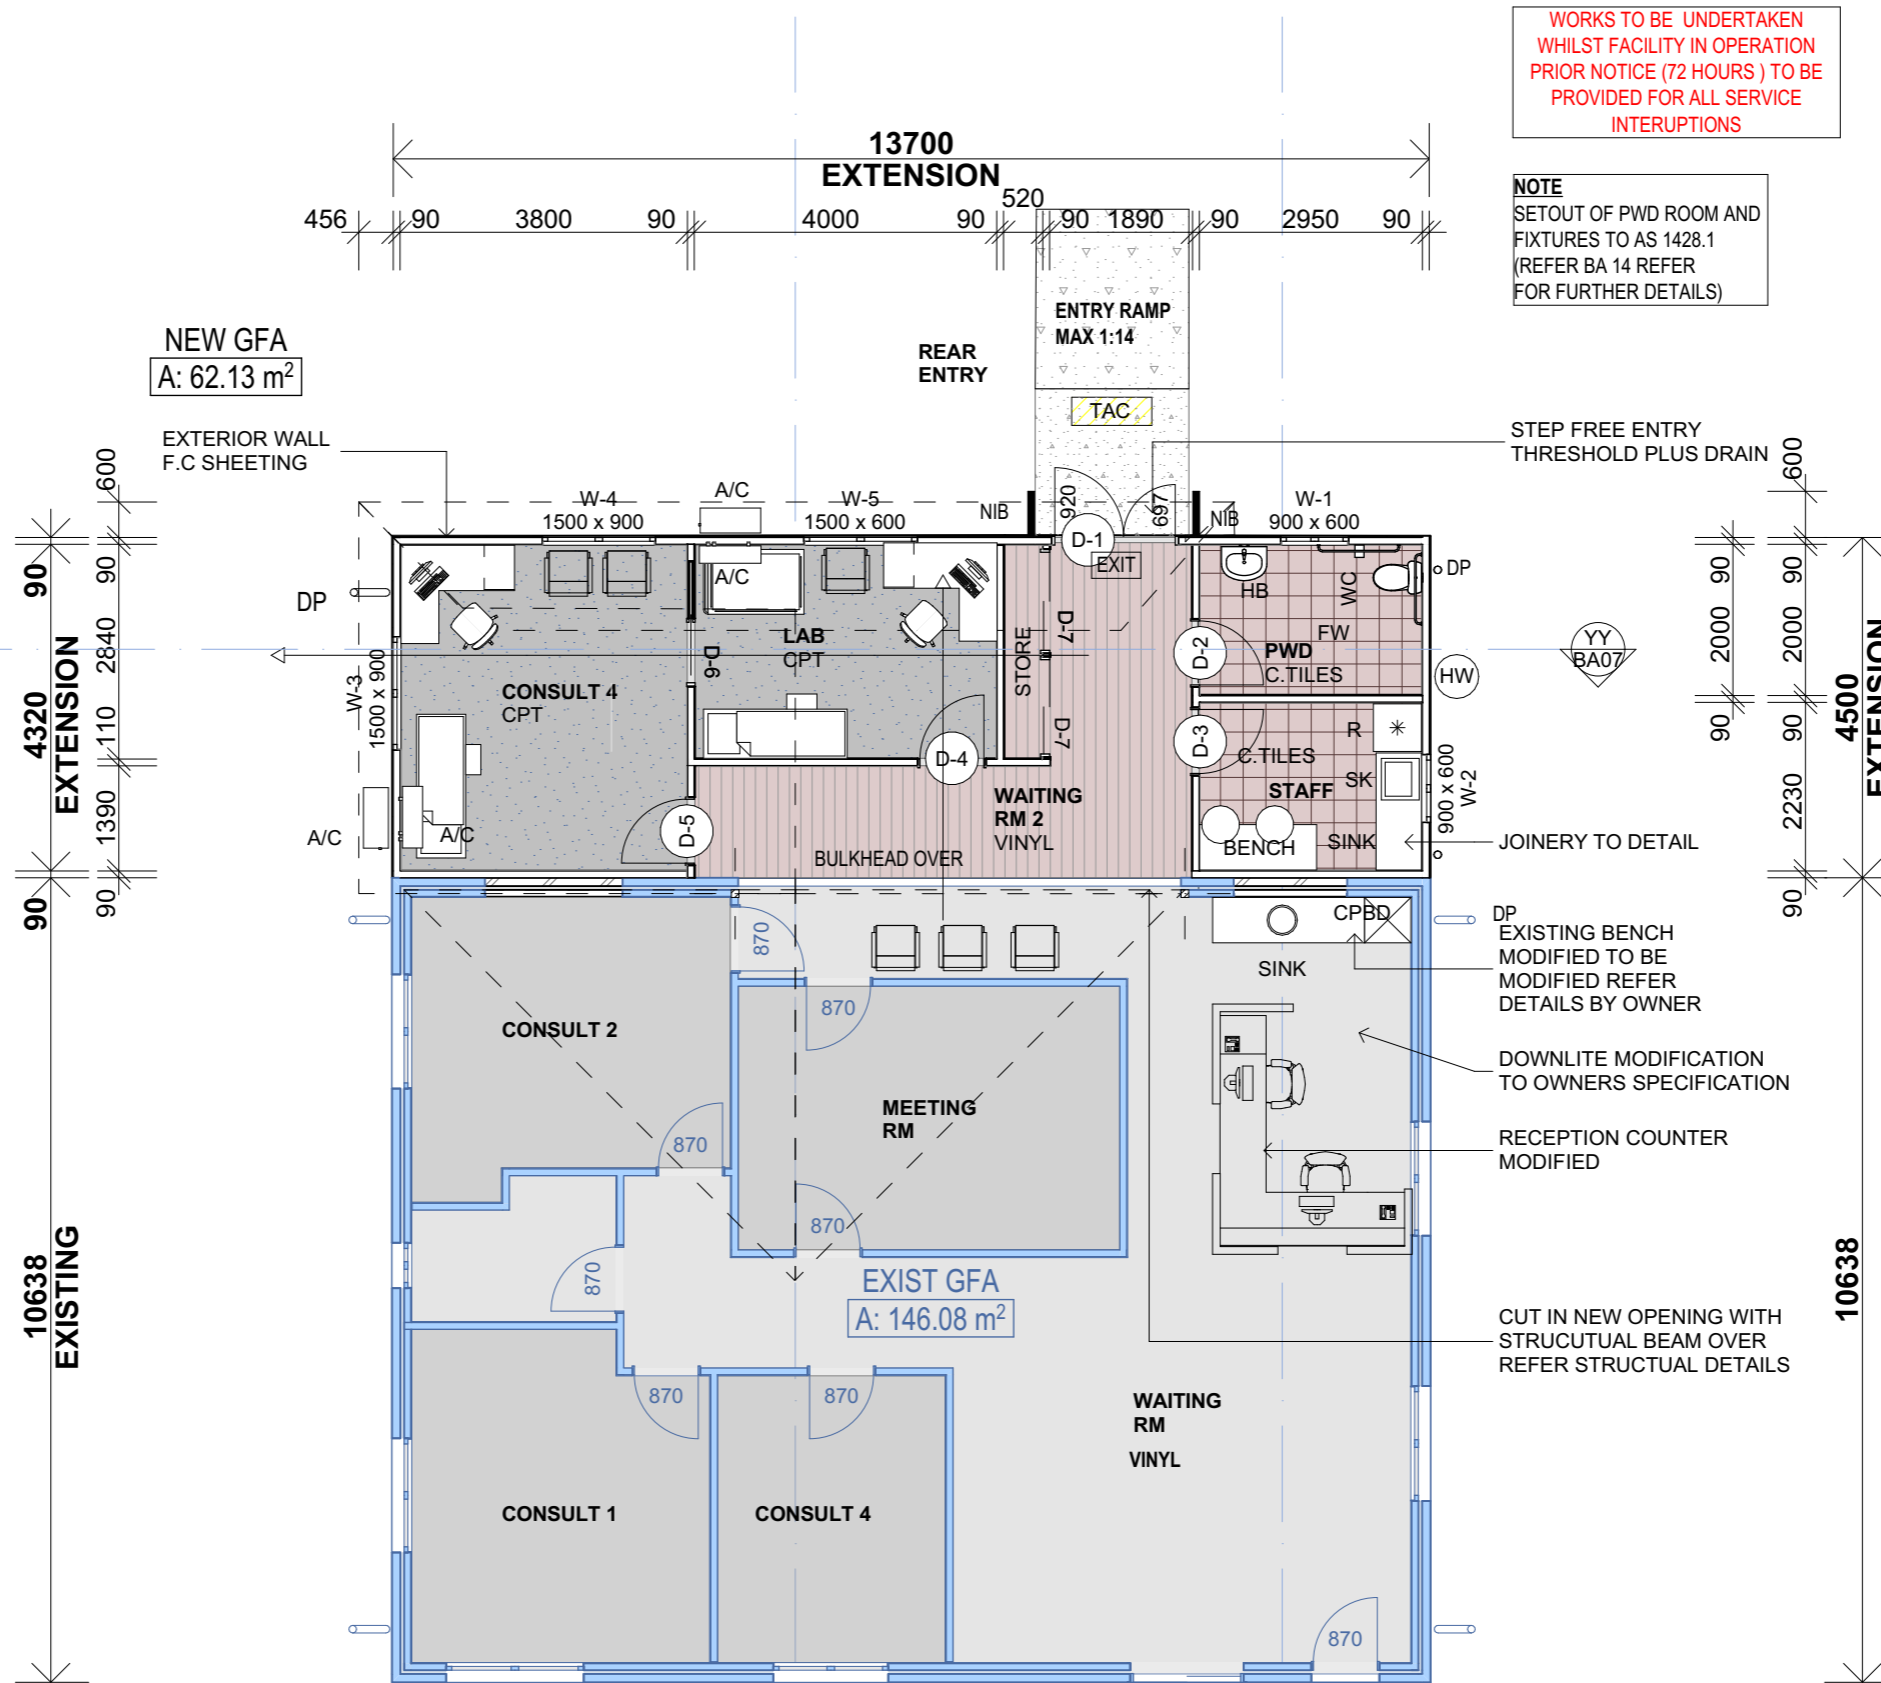 WORKS TO BE UNDERTAKEN
WHILST FACILITY IN OPERATION
PRIOR NOTICE (72 HOURS ) TO BE
PROVIDED FOR ALL SERVICE
INTERUPTIONS
13700
EXTENSION
NOTE
SETOUT OF PWD ROOM AND
FIXTURES TO AS 1428.1
(REFER BA 14 REFER
FOR FURTHER DETAILS)
456 90 3800 90 4000 90 520 90 1890 90 2950 90
ENTRY RAMP
MAX 1:14
REAR
ENTRY
NEW GFA
A: 62.13 m²
TAC
EXTERIOR WALL
F.C SHEETING
STEP FREE ENTRY
THRESHOLD PLUS DRAIN
600
600
W-4
1500 x 900
A/C
W-5
1500 x 600
NIB
920
697
NIB
W-1
900 x 600
D-1
EXIT
A/C
HB
WC
DP
DP
90
90
2840
110
1390
90
4320
EXTENSION
90
W-3
1500 x 900
LAB
CPT
D-6
STORE
D-7
D-7
D-2
FW
PWD
C.TILES
HW
YY
BA07
90
2000
90
90
2000
90
2230
90
4500
EXTENSION
CONSULT 4
CPT
D-4
D-3
C.TILES
R
SK
STAFF
900 x 600
W-2
WAITING
RM 2
VINYL
A/C
A/C
D-5
BULKHEAD OVER
BENCH
SINK
JOINERY TO DETAIL
CPBD
DP
EXISTING BENCH
MODIFIED TO BE
MODIFIED REFER
DETAILS BY OWNER
870
SINK
870
CONSULT 2
DOWNLITE MODIFICATION
TO OWNERS SPECIFICATION
MEETING
RM
870
RECEPTION COUNTER
MODIFIED
870
10638
EXISTING
870
EXIST GFA
A: 146.08 m²
10638
CUT IN NEW OPENING WITH
STRUCUTUAL BEAM OVER
REFER STRUCTUAL DETAILS
870
870
WAITING
RM
VINYL
CONSULT 1
CONSULT 4
870